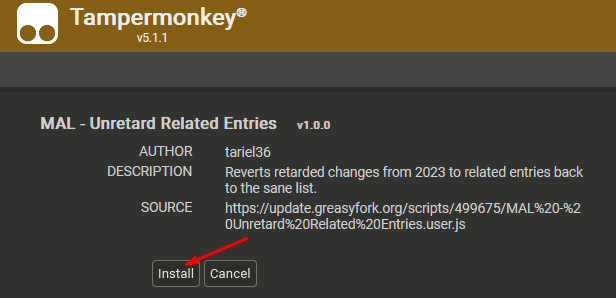 Tampermonkey®
v5.1.1
MAL - Unretard Related Entries v1.0.0
AUTHOR tariel36
DESCRIPTION Reverts retarded changes from 2023 to related entries back
to the sane list.
SOURCE https://update.greasyfork.org/scripts/499675/MAL%20-%2
0Unretard%20Related%20Entries.user.js
Install Cancel